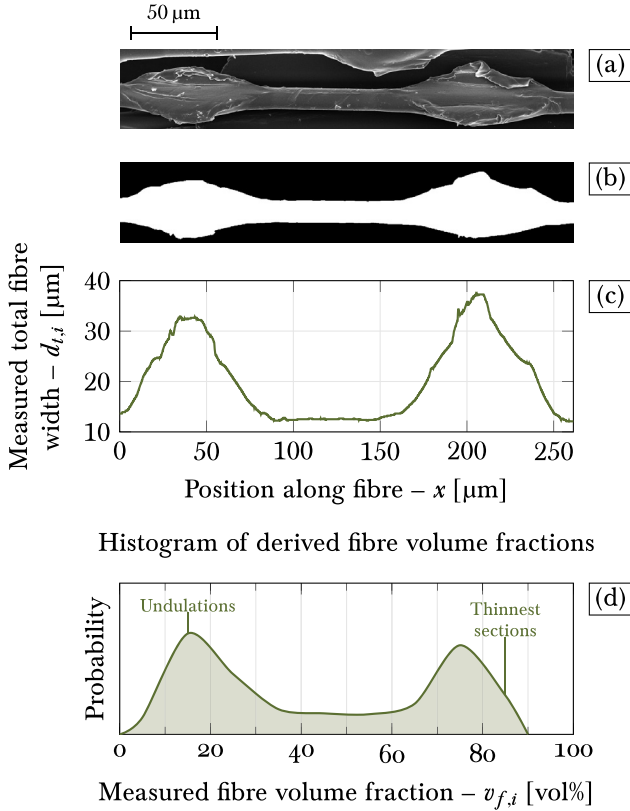 50 µm
(a)
(b)
(c)
Measured total fibre
width – d_{t,i} [µm]
40
30
20
10
0 50 100 150 200 250
Position along fibre – x [µm]
Histogram of derived fibre volume fractions
(d)
Probability
Undulations
Thinnest
sections
0 20 40 60 80 100
Measured fibre volume fraction – v_{f,i} [vol%]